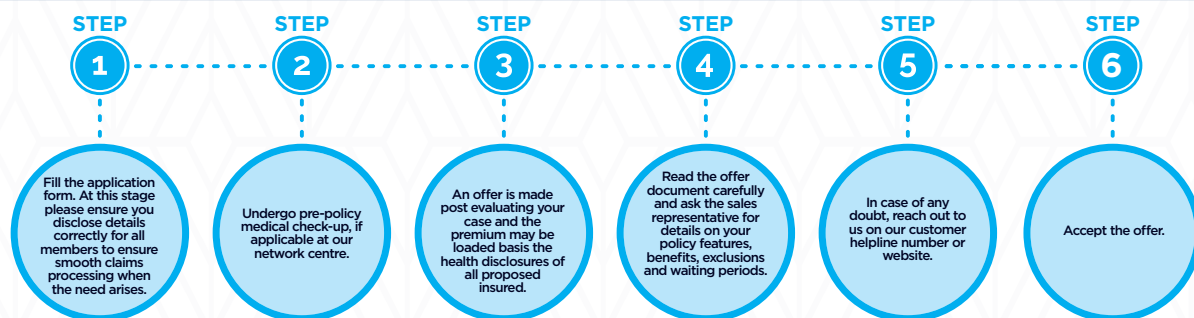 STEP
1
Fill the application
form. At this stage
please ensure you
disclose details
correctly for all
members to ensure
smooth claims
processing when
the need arises.
STEP
2
Undergo pre-policy
medical check-up, if
applicable at our
network centre.
STEP
3
An offer is made
post evaluating your
case and the
premium may be
loaded basis the
health disclosures of
all proposed
insured.
STEP
4
Read the offer
document carefully
and ask the sales
representative for
details on your
policy features,
benefits, exclusions
and waiting periods.
STEP
5
In case of any
doubt, reach out to
us on our customer
helpline number or
website.
STEP
6
Accept the offer.